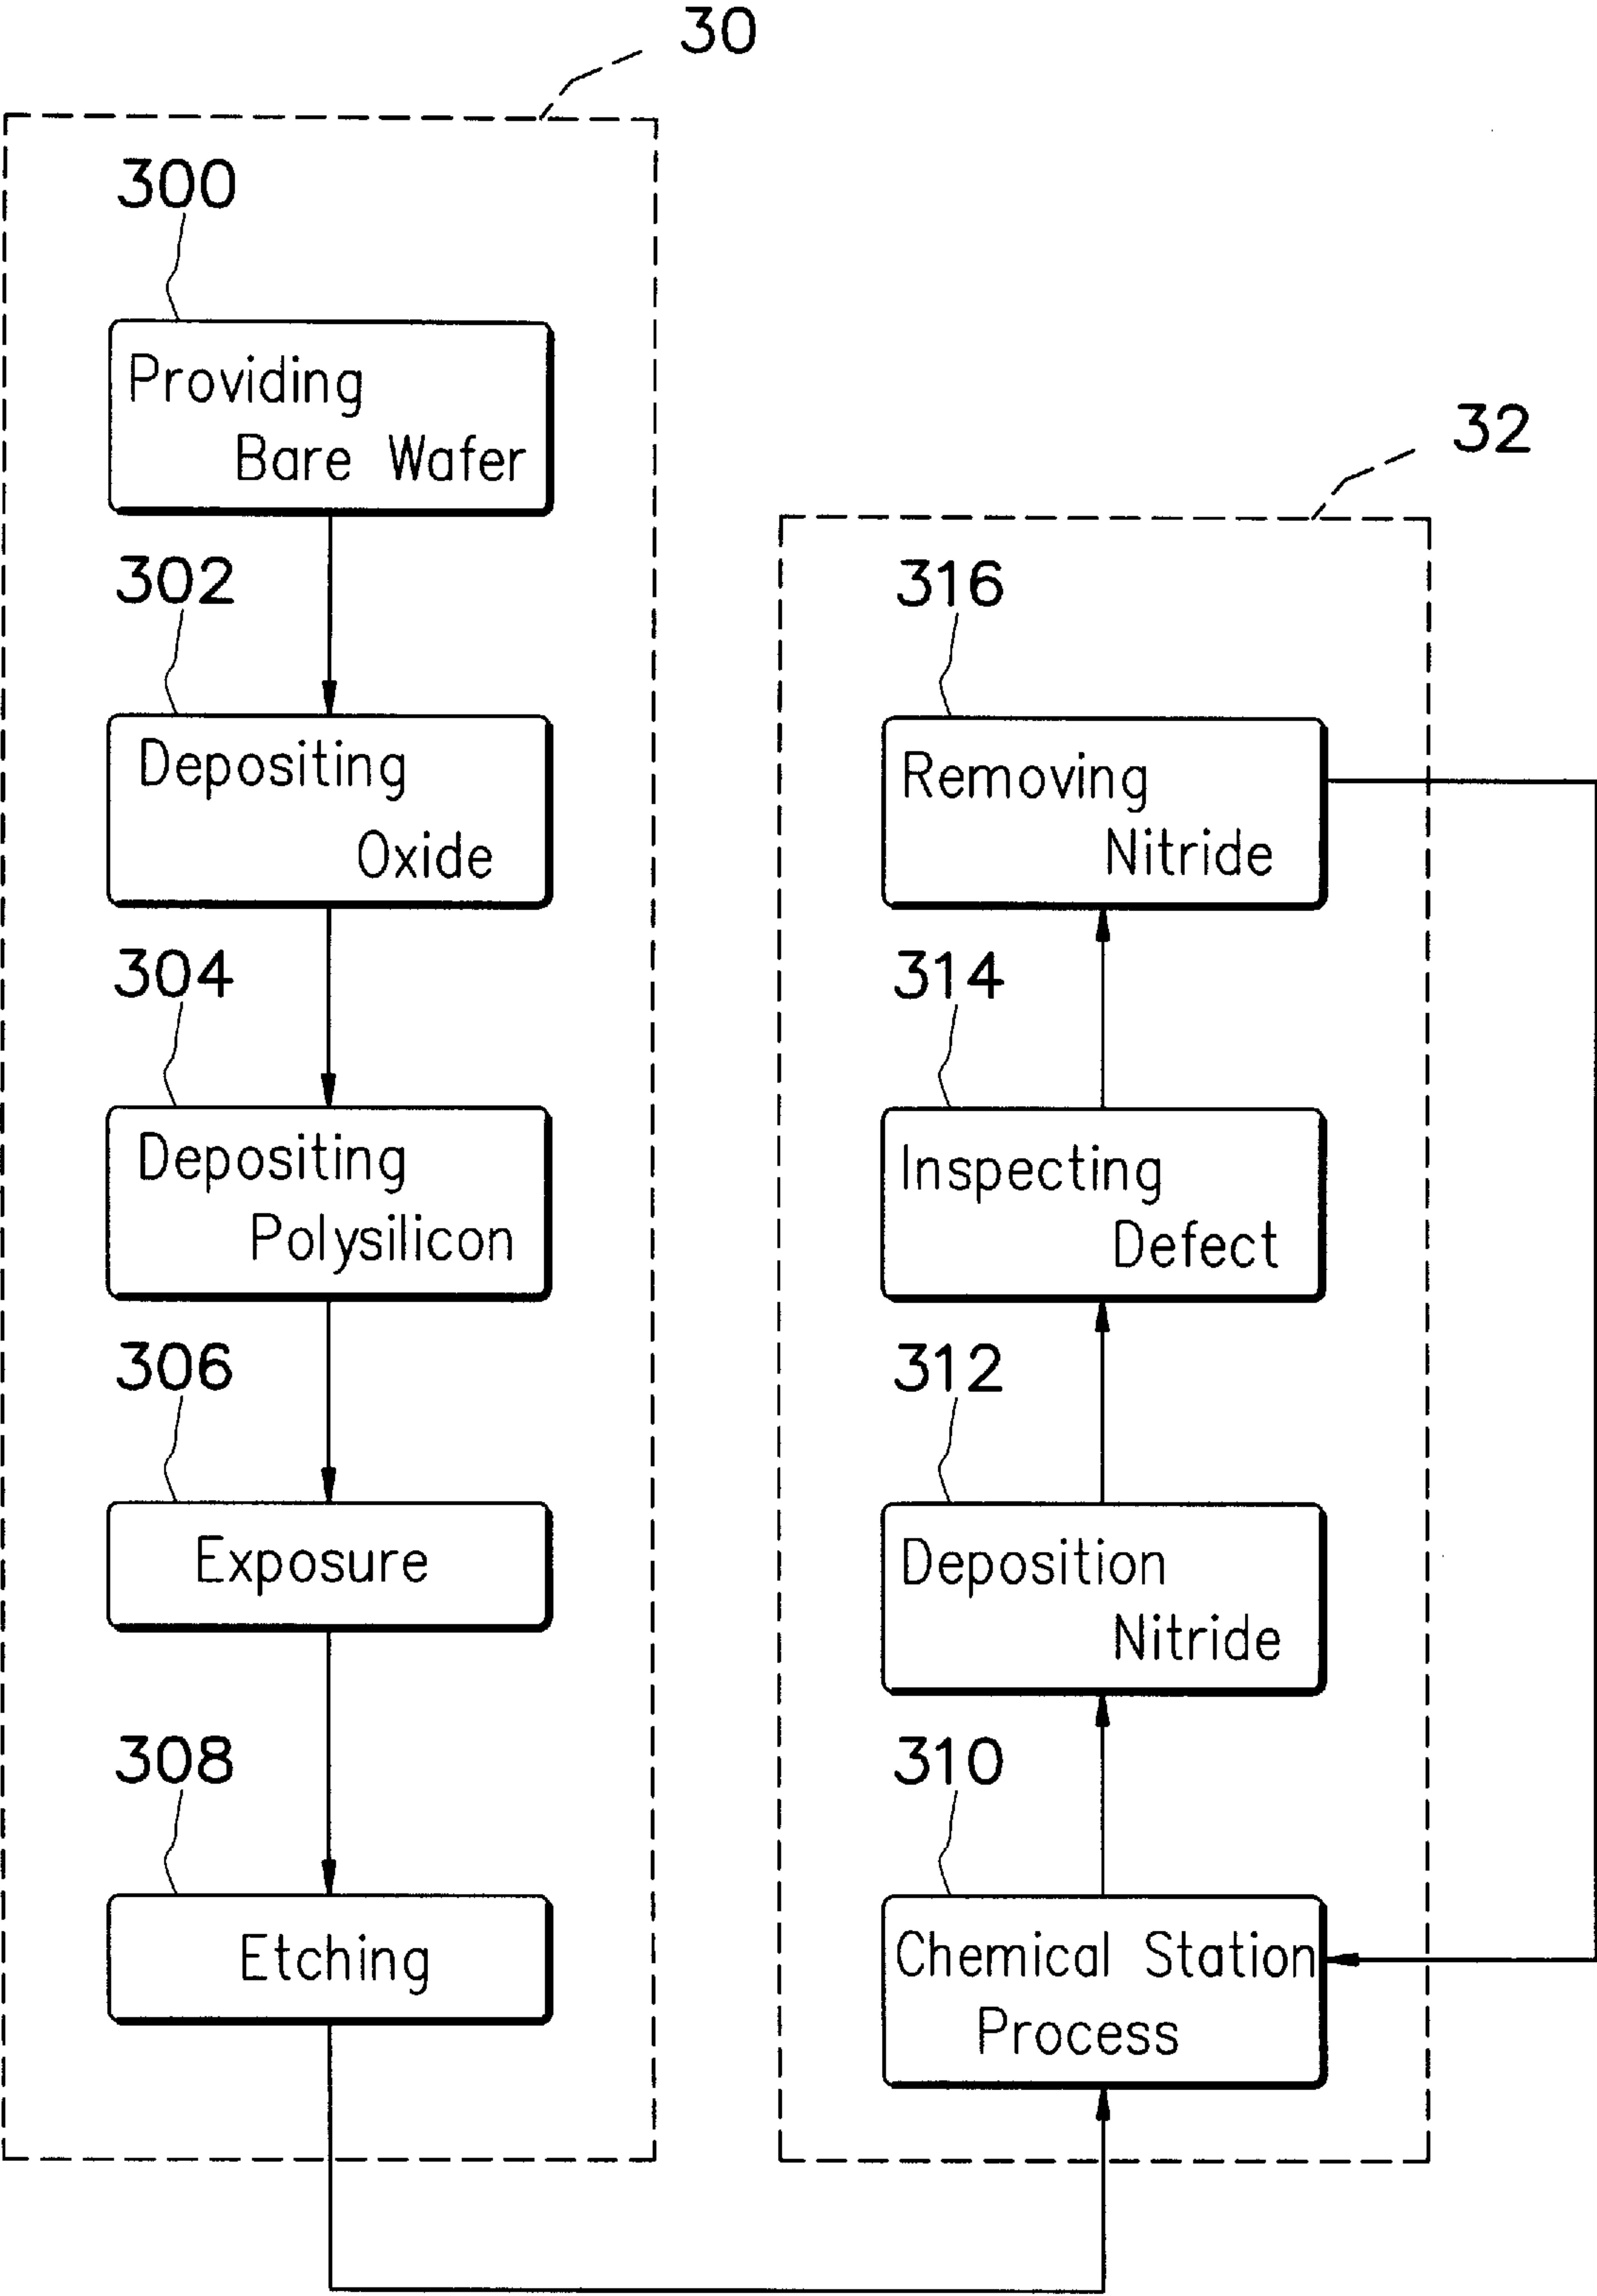 30
300
Providing
Bare Wafer
302
Depositing
Oxide
304
Depositing
Polysilicon
306
Exposure
308
Etching
32
316
Removing
Nitride
314
Inspecting
Defect
312
Deposition
Nitride
310
Chemical Station
Process